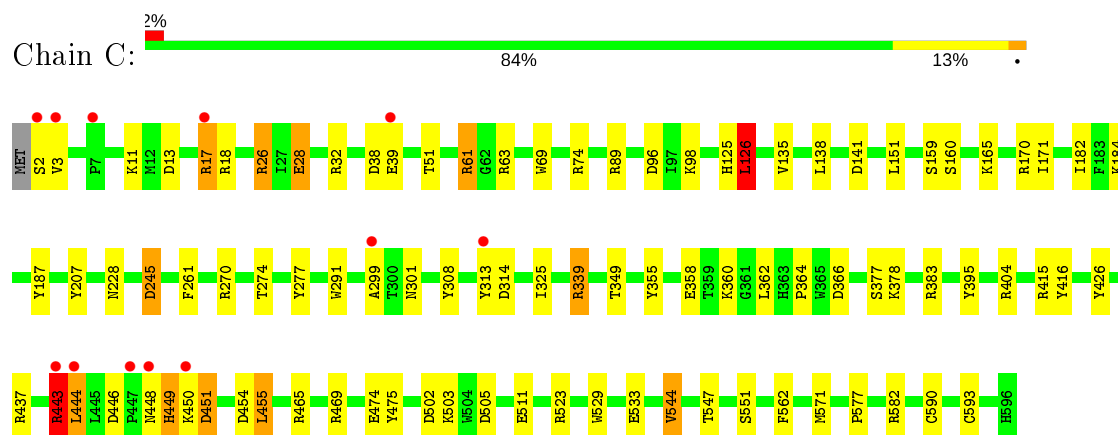 2%
Chain C:
84% 13% •
MET S2 V3 P7 K11 M12 D13 R17 R18 R26 I27 E28 R32 D38 E39 T51 R61 G62 R63 W69 R74 R89 D96 I97 K98 H125 L126 V135 L138 D141 L151 S159 S160 K165 R170 I171 I182 F183 K184
Y187 Y207 N228 D245 F261 R270 T274 Y277 W291 A299 T300 N301 Y308 Y313 D314 I325 R339 T349 Y355 E358 T359 K360 G361 L362 H363 P364 W365 D366 S377 K378 R383 Y395 R404 R415 Y416 Y426
R437 R443 L444 L445 D446 P447 N448 H449 K450 D451 D454 L455 R465 R469 E474 Y475 D502 K503 W504 D505 E511 R523 W529 E533 V544 T547 S551 F562 M571 P577 R582 C590 C593 H596